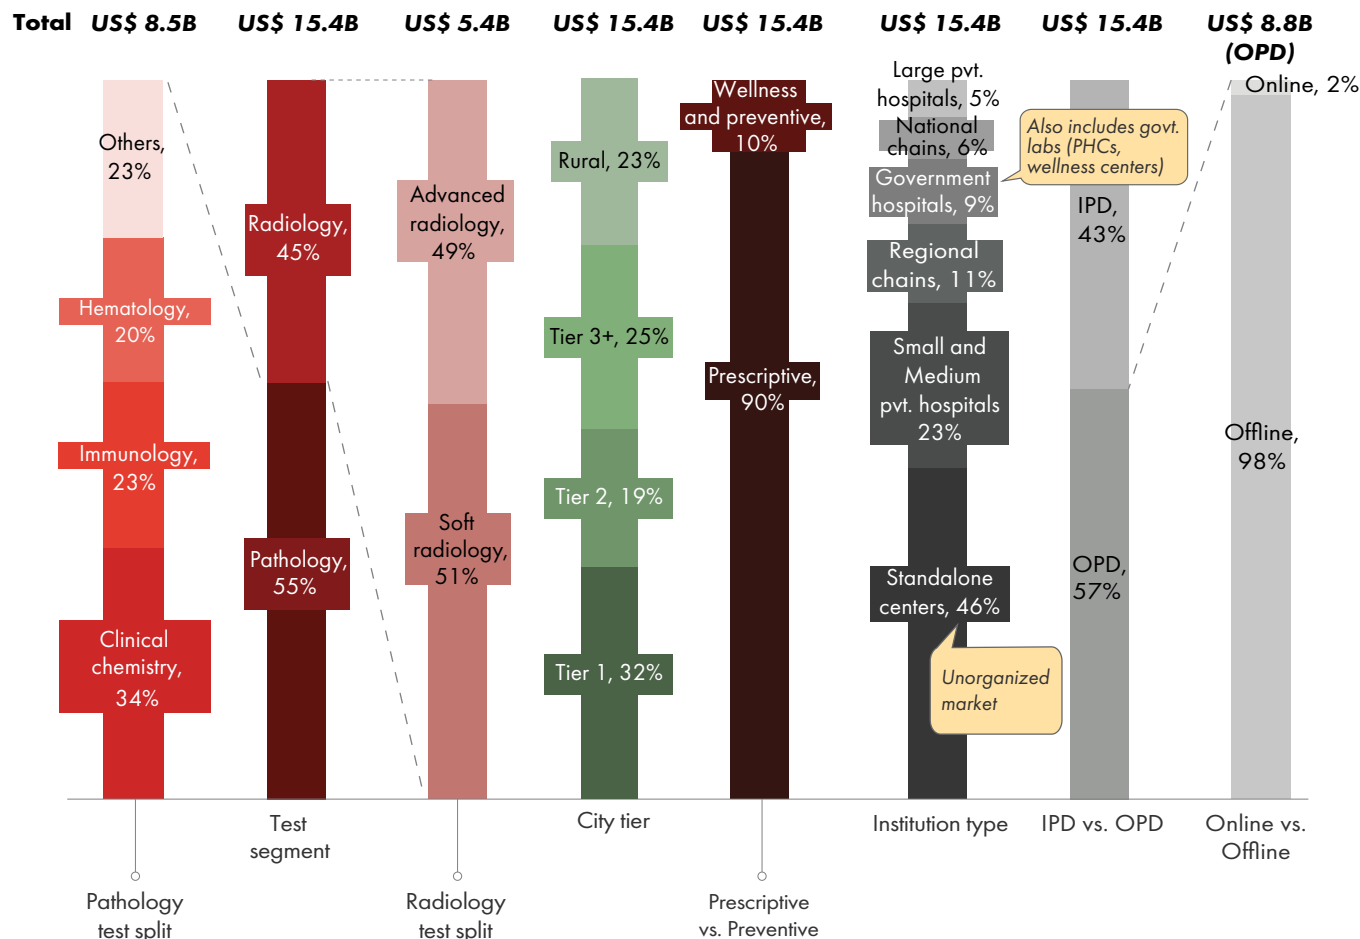 Total US$ 8.5B US$ 15.4B US$ 5.4B US$ 15.4B US$ 15.4B US$ 15.4B US$ 15.4B US$ 8.8B
(OPD)
Others,
23%
Hematology,
20%
Immunology,
23%
Clinical
chemistry,
34%
Radiology,
45%
Pathology,
55%
Advanced
radiology,
49%
Soft
radiology,
51%
Rural, 23%
Tier 3+, 25%
Tier 2, 19%
Tier 1, 32%
Wellness
and preventive,
10%
Prescriptive,
90%
Large pvt.
hospitals, 5%
National
chains, 6%
Government
hospitals, 9%
Also includes govt.
labs (PHCs,
wellness centers)
Regional
chains, 11%
Small and
Medium
pvt. hospitals
23%
Standalone
centers, 46%
Unorganized
market
IPD,
43%
OPD,
57%
Online, 2%
Offline,
98%
Pathology
test split
Test
segment
Radiology
test split
City tier
Prescriptive
vs. Preventive
Institution type
IPD vs. OPD
Online vs.
Offline